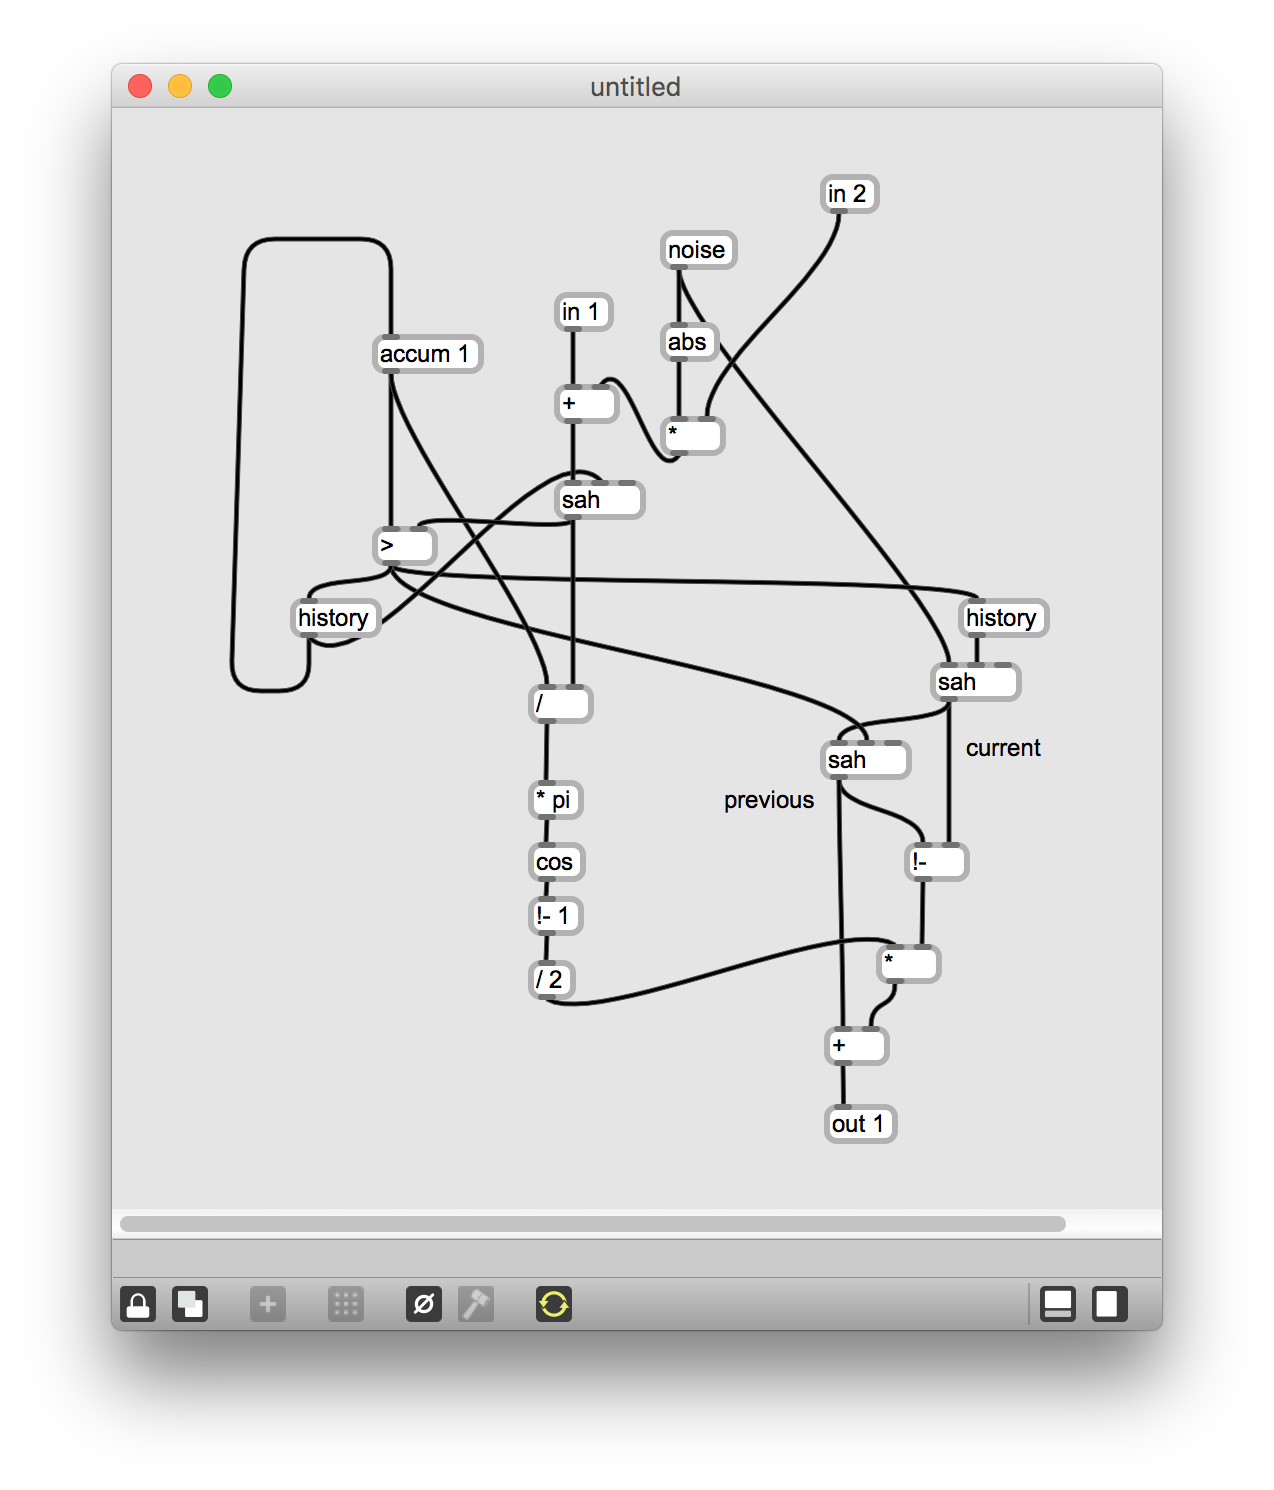 untitled
in 2
noise
in 1
abs
accum 1
+
*
sah
>
history
history
sah
/
current
sah
previous
* pi
cos
!-
!- 1
*
/ 2
+
out 1